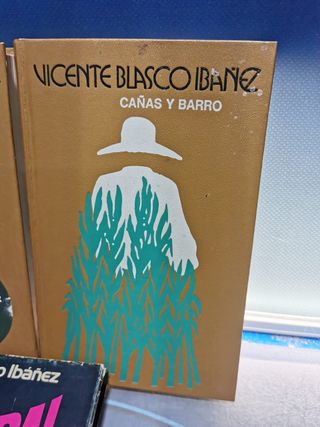 VICENTE BLASCO IBAÑEZ
CAÑAS Y BARRO
o Ibáñez